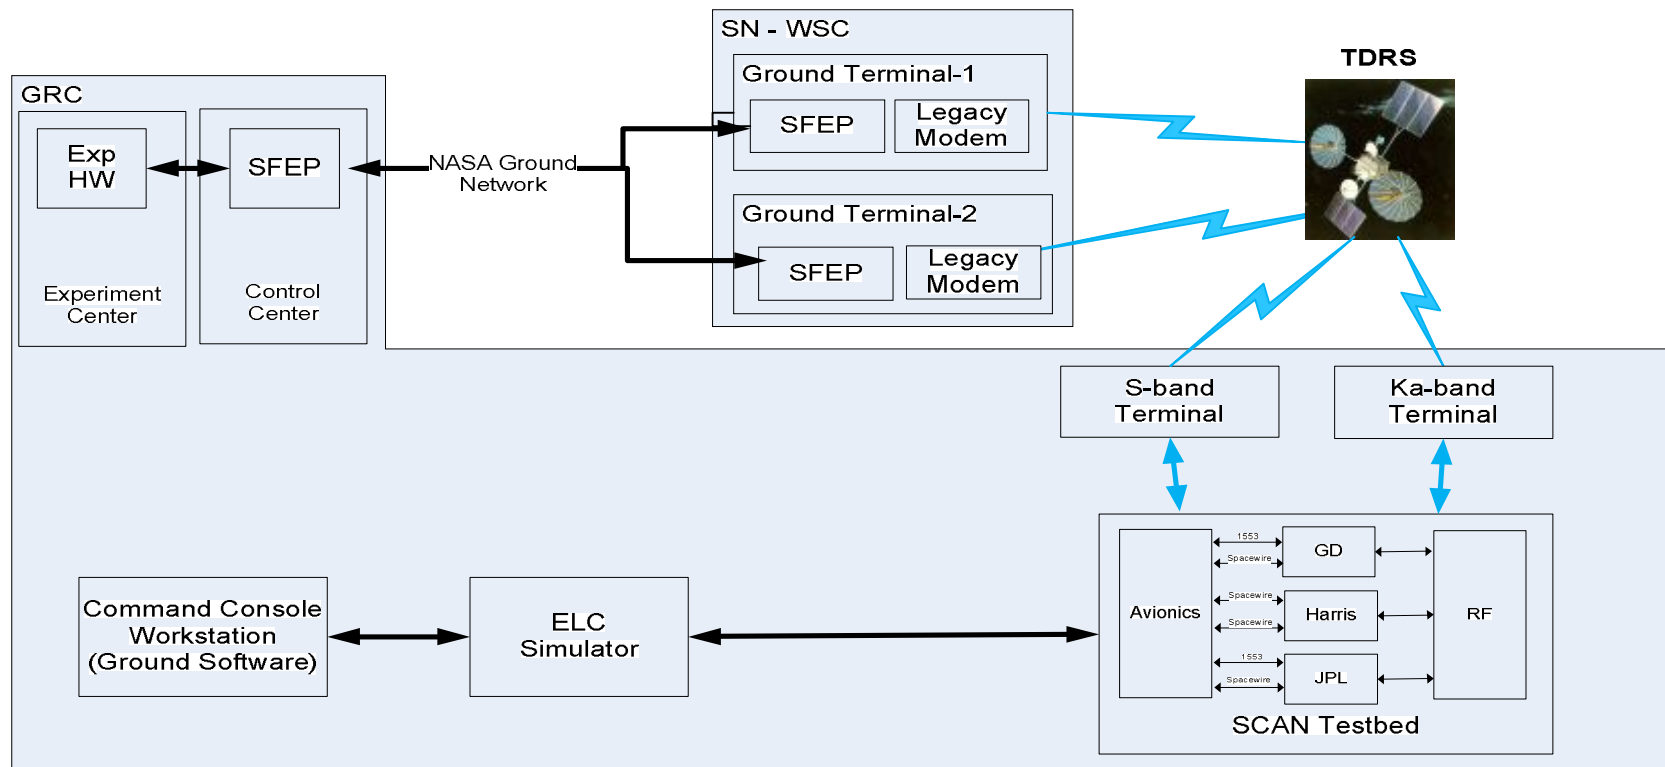 SN - WSC
Ground Terminal-1
SFEP
Legacy
Modem
TDRS
GRC
Exp
HW
SFEP
NASA Ground
Network
Ground Terminal-2
SFEP
Legacy
Modem
Experiment
Center
Control
Center
S-band
Terminal
Ka-band
Terminal
Command Console
Workstation
(Ground Software)
ELC
Simulator
Avionics
1553
Spacewire
GD
Spacewire
Spacewire
Harris
1553
Spacewire
JPL
RF
SCAN Testbed